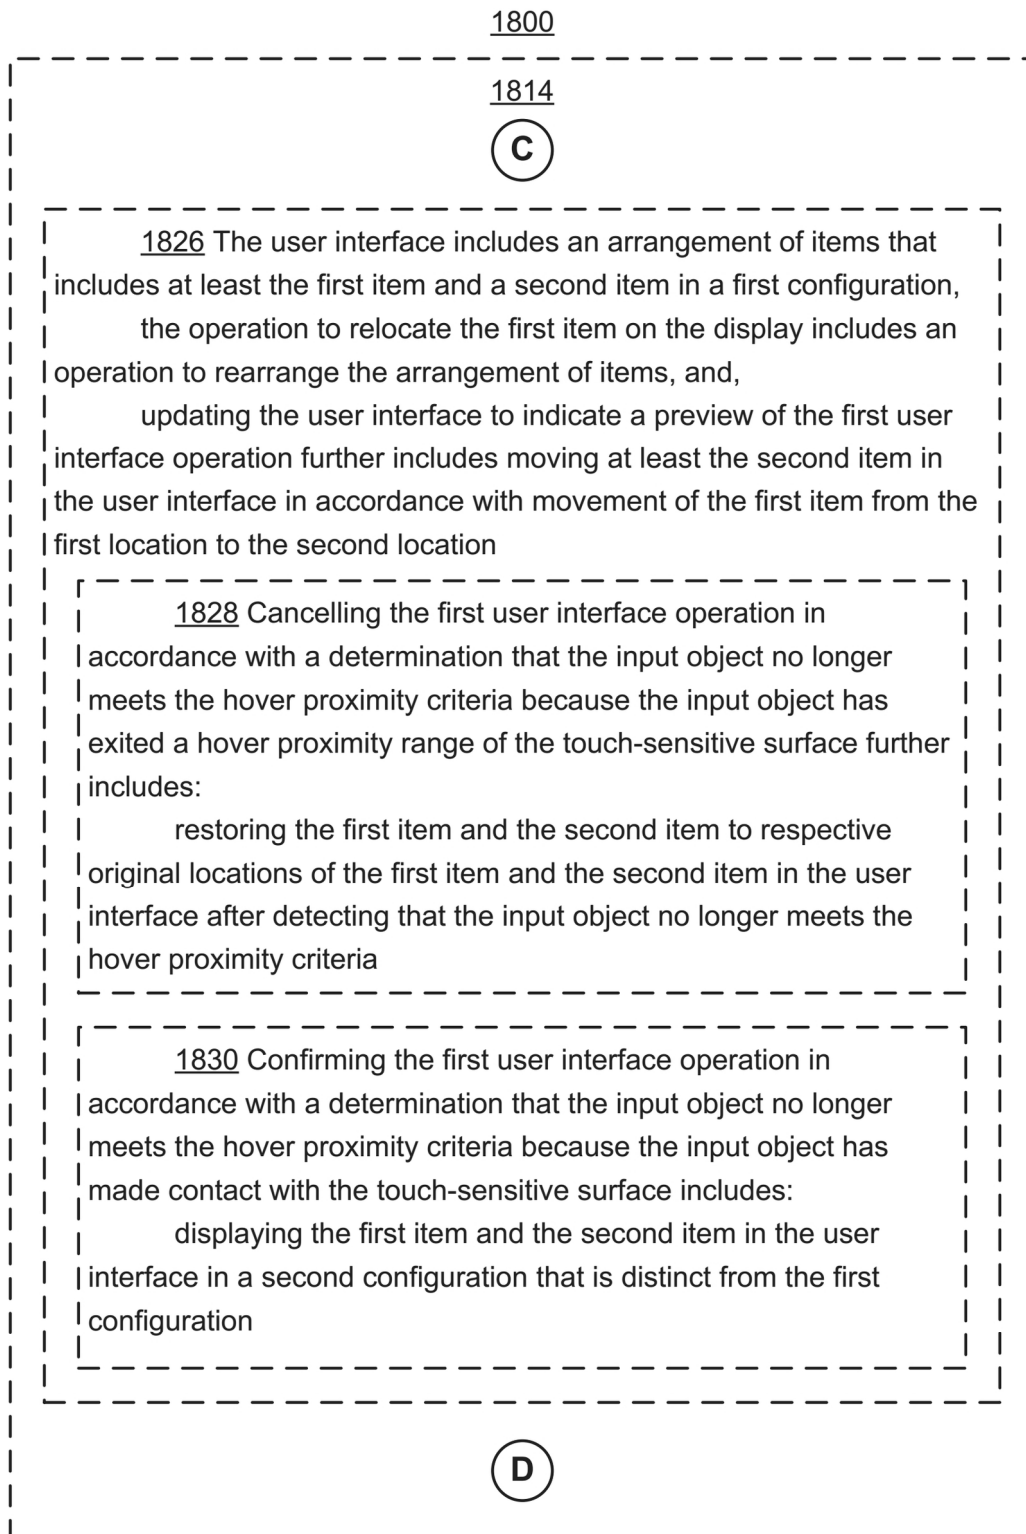 1800
1814
C
1826 The user interface includes an arrangement of items that
includes at least the first item and a second item in a first configuration,
the operation to relocate the first item on the display includes an
operation to rearrange the arrangement of items, and,
updating the user interface to indicate a preview of the first user
interface operation further includes moving at least the second item in
the user interface in accordance with movement of the first item from the
first location to the second location
1828 Cancelling the first user interface operation in
accordance with a determination that the input object no longer
meets the hover proximity criteria because the input object has
exited a hover proximity range of the touch-sensitive surface further
includes:
restoring the first item and the second item to respective
original locations of the first item and the second item in the user
interface after detecting that the input object no longer meets the
hover proximity criteria
1830 Confirming the first user interface operation in
accordance with a determination that the input object no longer
meets the hover proximity criteria because the input object has
made contact with the touch-sensitive surface includes:
displaying the first item and the second item in the user
interface in a second configuration that is distinct from the first
configuration
D